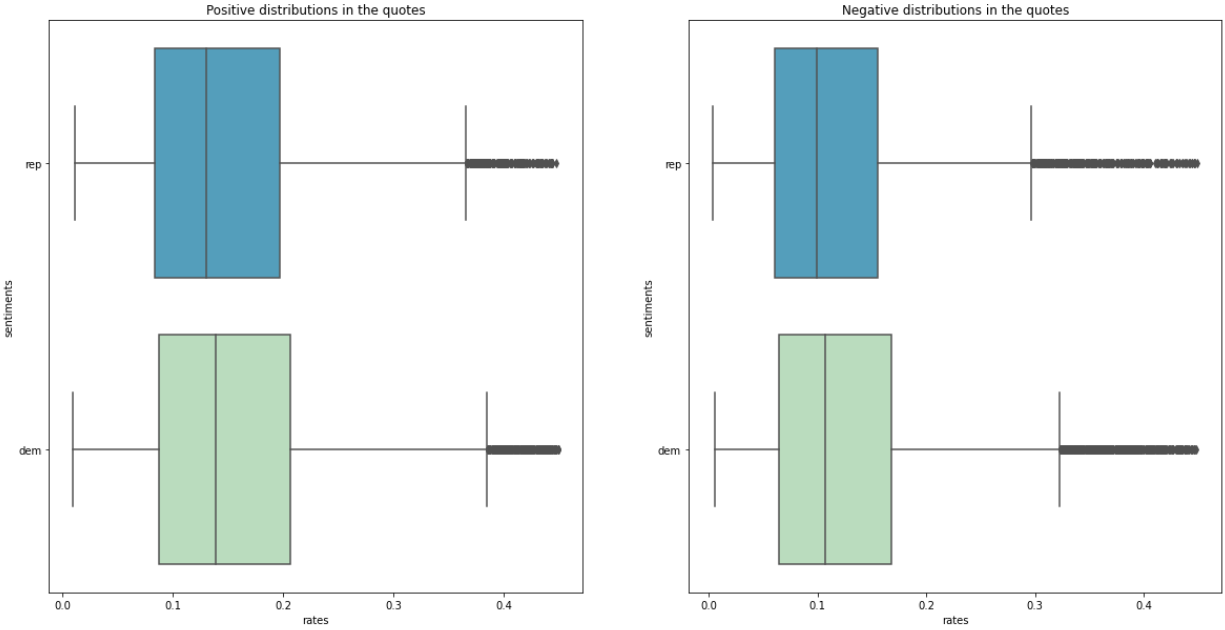 Positive distributions in the quotes
sentiments
rep
dem
0.0 0.1 0.2 0.3 0.4
rates
Negative distributions in the quotes
sentiments
rep
dem
0.0 0.1 0.2 0.3 0.4
rates